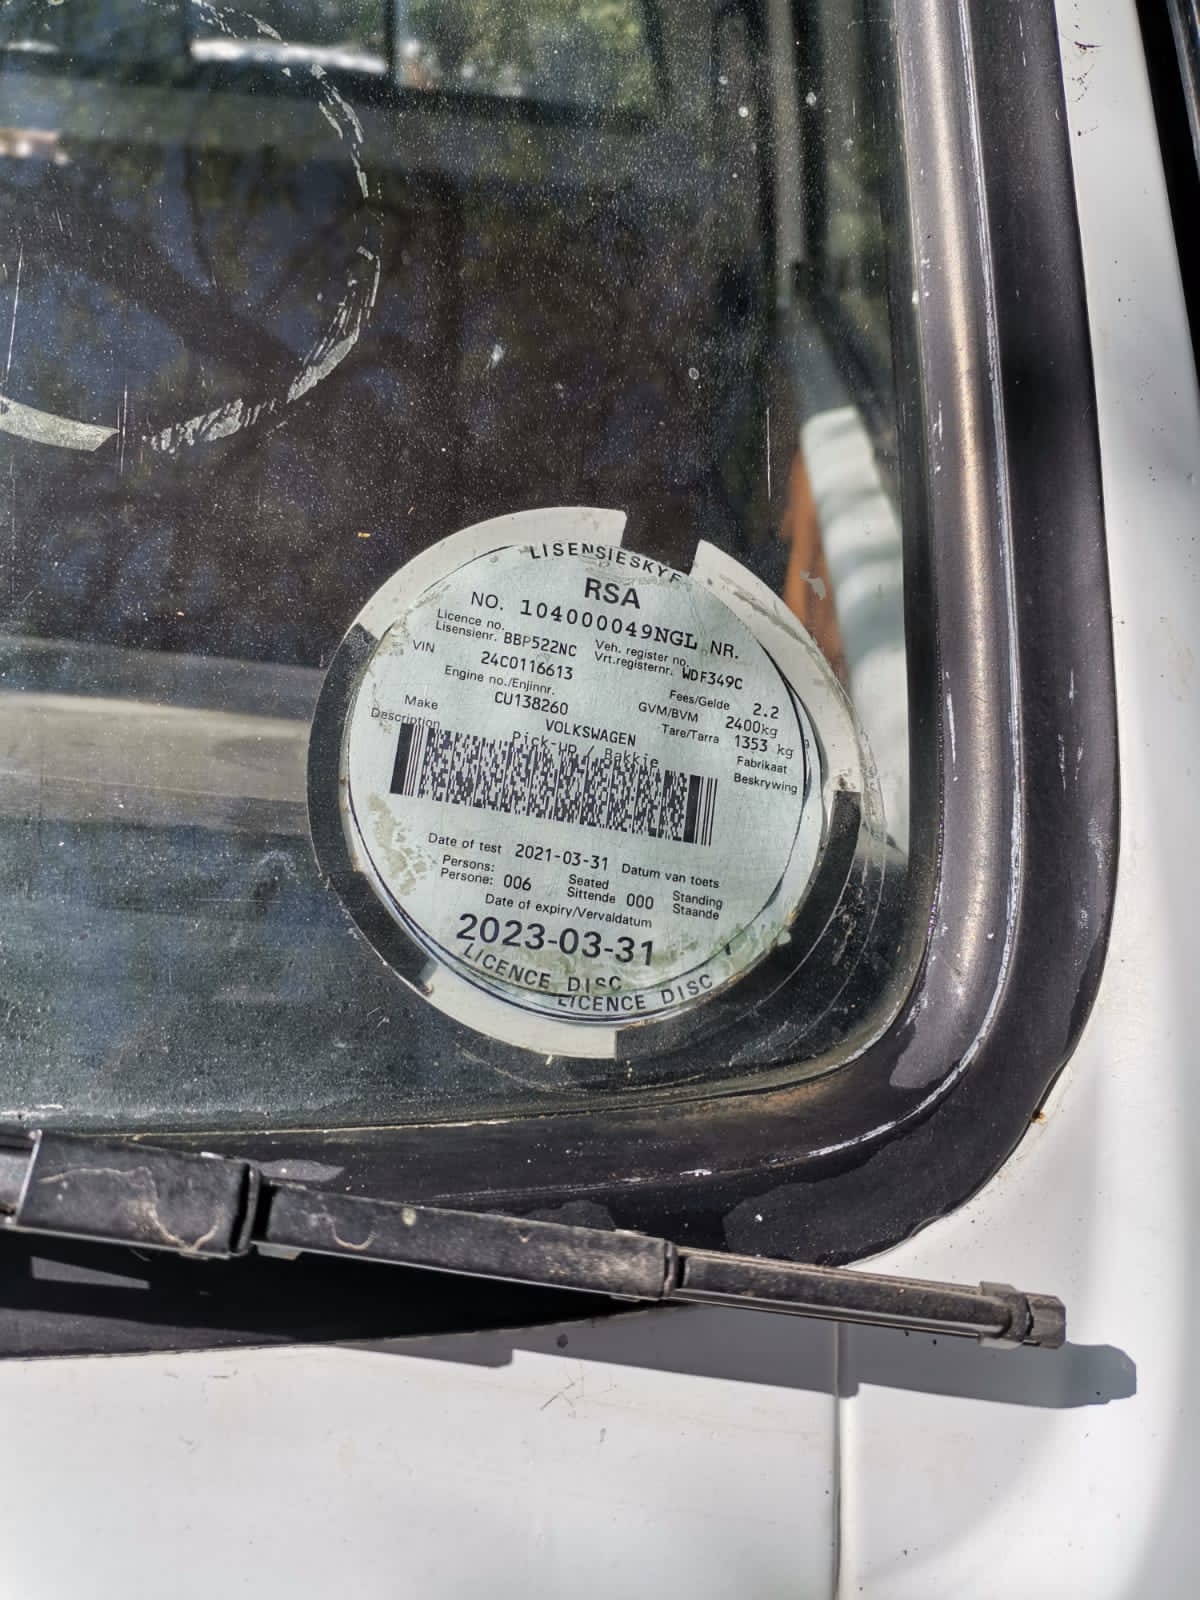 LISENSIESKYF
RSA
NO. 104000049NGL NR.
Licence no. Lisensienr. BBP522NC Veh. register no. Vrt.registernr. WDF349C
VIN 24C0116613 Fees/Gelde 2.2
Engine no./Enjinnr. CU138260 GVM/BVM 2400kg
Tare/Tarra 1353 kg
Make VOLKSWAGEN Fabrikaat
Description Pick-up / Bakkie Beskrywing
Date of test 2021-03-31 Datum van toets
Persons: Persone: 006 Seated Sittende 000 Standing Staande
Date of expiry/Vervaldatum
2023-03-31
LICENCE DISC
LICENCE DISC